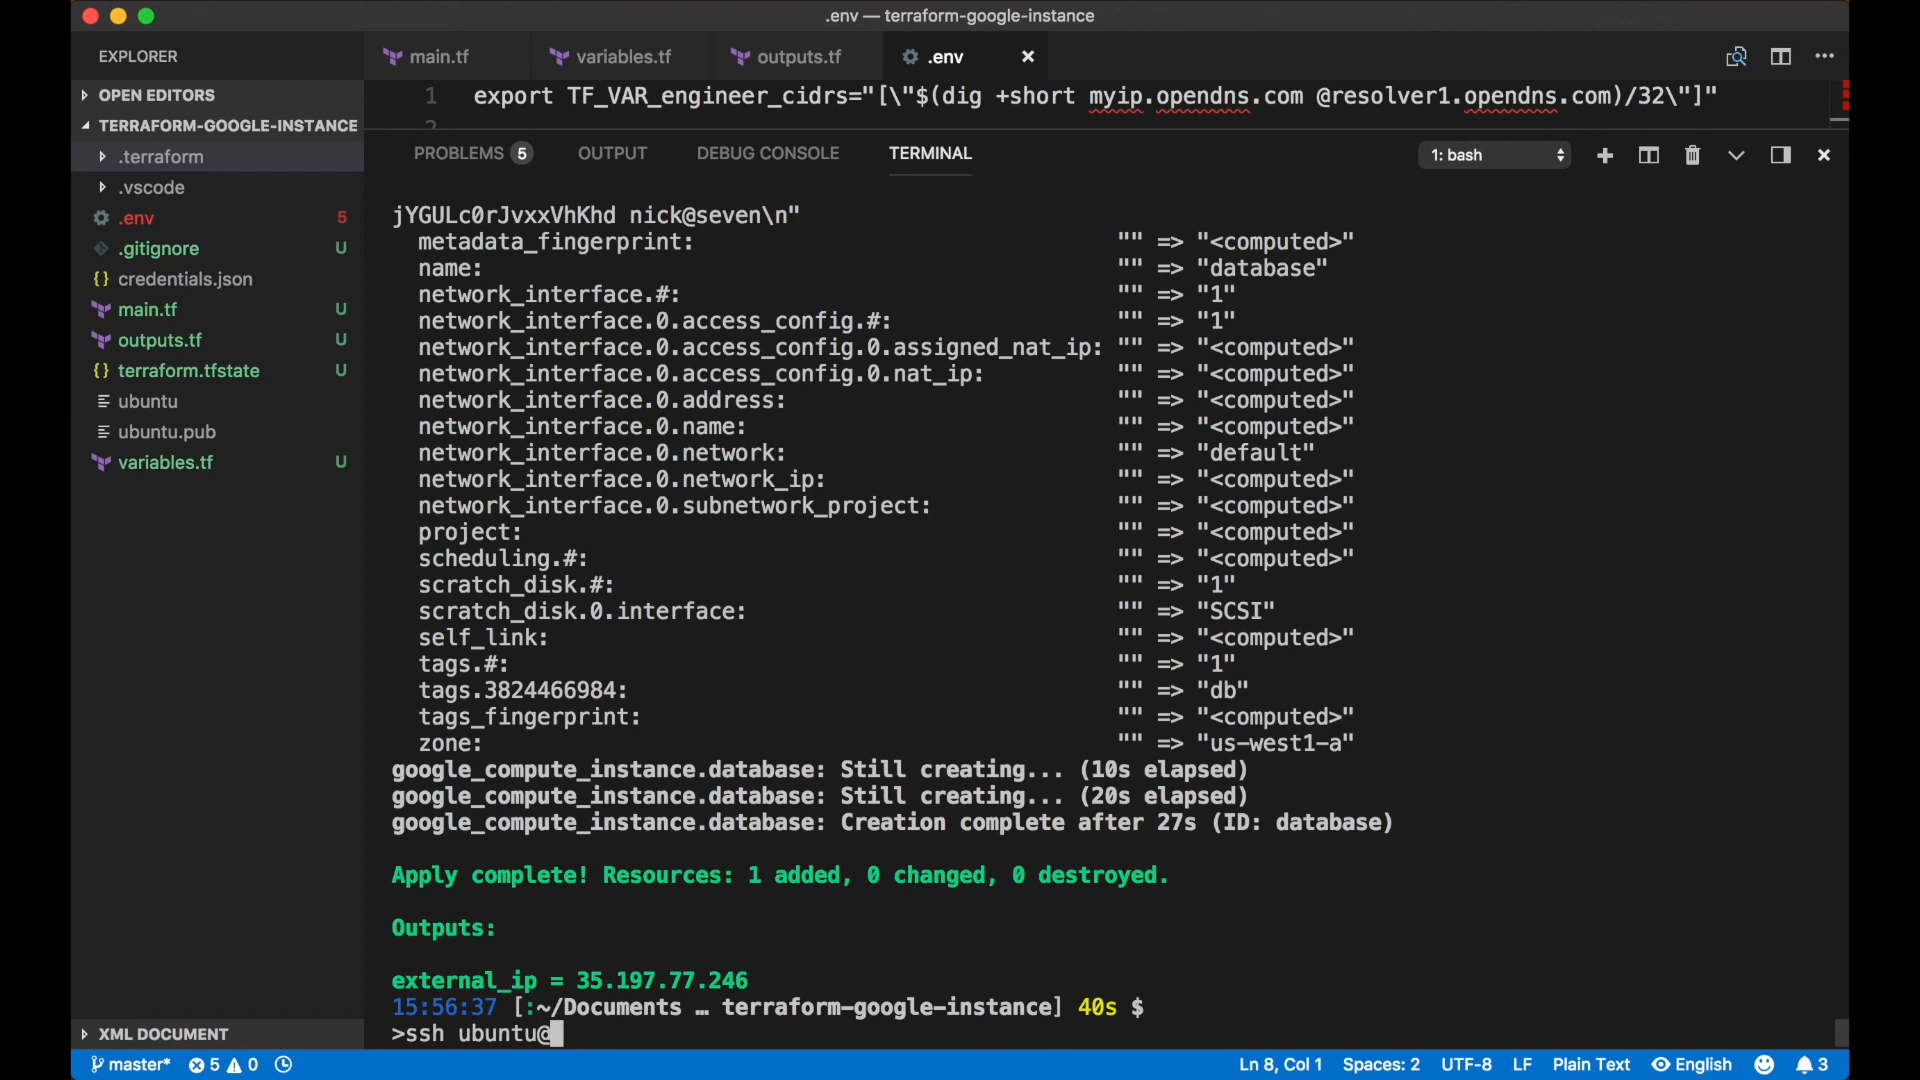 .env — terraform-google-instance
EXPLORER
main.tf
variables.tf
outputs.tf
.env
OPEN EDITORS
TERRAFORM-GOOGLE-INSTANCE
.terraform
.vscode
.env 5
.gitignore U
credentials.json
main.tf U
outputs.tf U
terraform.tfstate U
ubuntu
ubuntu.pub
variables.tf U
XML DOCUMENT
1 export TF_VAR_engineer_cidrs="[\"$(dig +short myip.opendns.com @resolver1.opendns.com)/32\"]"
2
PROBLEMS 5 OUTPUT DEBUG CONSOLE TERMINAL 1: bash
jYGULc0rJvxxVhKhd nick@seven\n"
metadata_fingerprint: "" => "<computed>"
name: "" => "database"
network_interface.#: "" => "1"
network_interface.0.access_config.#: "" => "1"
network_interface.0.access_config.0.assigned_nat_ip: "" => "<computed>"
network_interface.0.access_config.0.nat_ip: "" => "<computed>"
network_interface.0.address: "" => "<computed>"
network_interface.0.name: "" => "<computed>"
network_interface.0.network: "" => "default"
network_interface.0.network_ip: "" => "<computed>"
network_interface.0.subnetwork_project: "" => "<computed>"
project: "" => "<computed>"
scheduling.#: "" => "<computed>"
scratch_disk.#: "" => "1"
scratch_disk.0.interface: "" => "SCSI"
self_link: "" => "<computed>"
tags.#: "" => "1"
tags.3824466984: "" => "db"
tags_fingerprint: "" => "<computed>"
zone: "" => "us-west1-a"
google_compute_instance.database: Still creating... (10s elapsed)
google_compute_instance.database: Still creating... (20s elapsed)
google_compute_instance.database: Creation complete after 27s (ID: database)
Apply complete! Resources: 1 added, 0 changed, 0 destroyed.
Outputs:
external_ip = 35.197.77.246
15:56:37 [:~/Documents … terraform-google-instance] 40s $
>ssh ubuntu@
master* 5 0 Ln 8, Col 1 Spaces: 2 UTF-8 LF Plain Text English 3